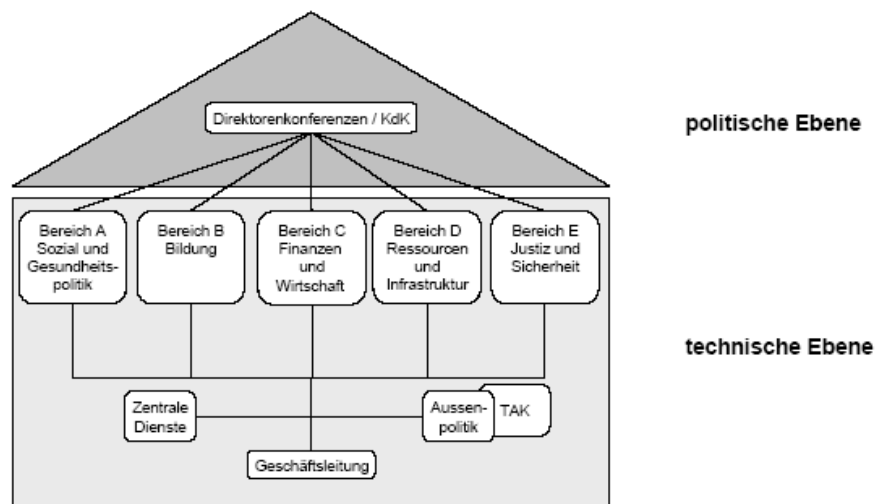 Direktorenkonferenzen / KdK
politische Ebene
Bereich A
Sozial und
Gesundheits-
politik
Bereich B
Bildung
Bereich C
Finanzen
und
Wirtschaft
Bereich D
Ressourcen
und
Infrastruktur
Bereich E
Justiz und
Sicherheit
technische Ebene
Zentrale
Dienste
Aussen-
politik
TAK
Geschäftsleitung